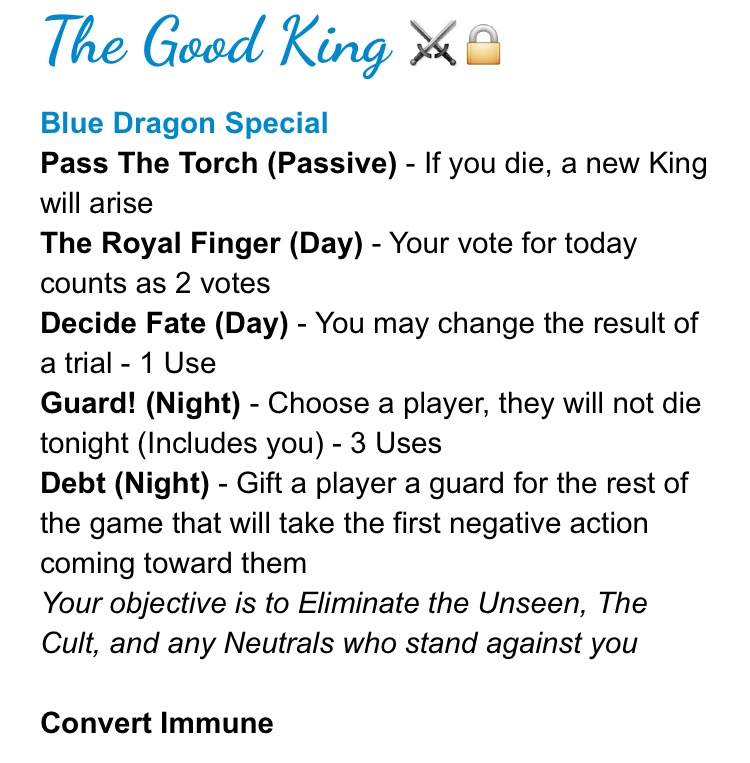 The Good King ⚔️🔒
Blue Dragon Special
Pass The Torch (Passive) - If you die, a new King
will arise
The Royal Finger (Day) - Your vote for today
counts as 2 votes
Decide Fate (Day) - You may change the result of
a trial - 1 Use
Guard! (Night) - Choose a player, they will not die
tonight (Includes you) - 3 Uses
Debt (Night) - Gift a player a guard for the rest of
the game that will take the first negative action
coming toward them
Your objective is to Eliminate the Unseen, The
Cult, and any Neutrals who stand against you
Convert Immune